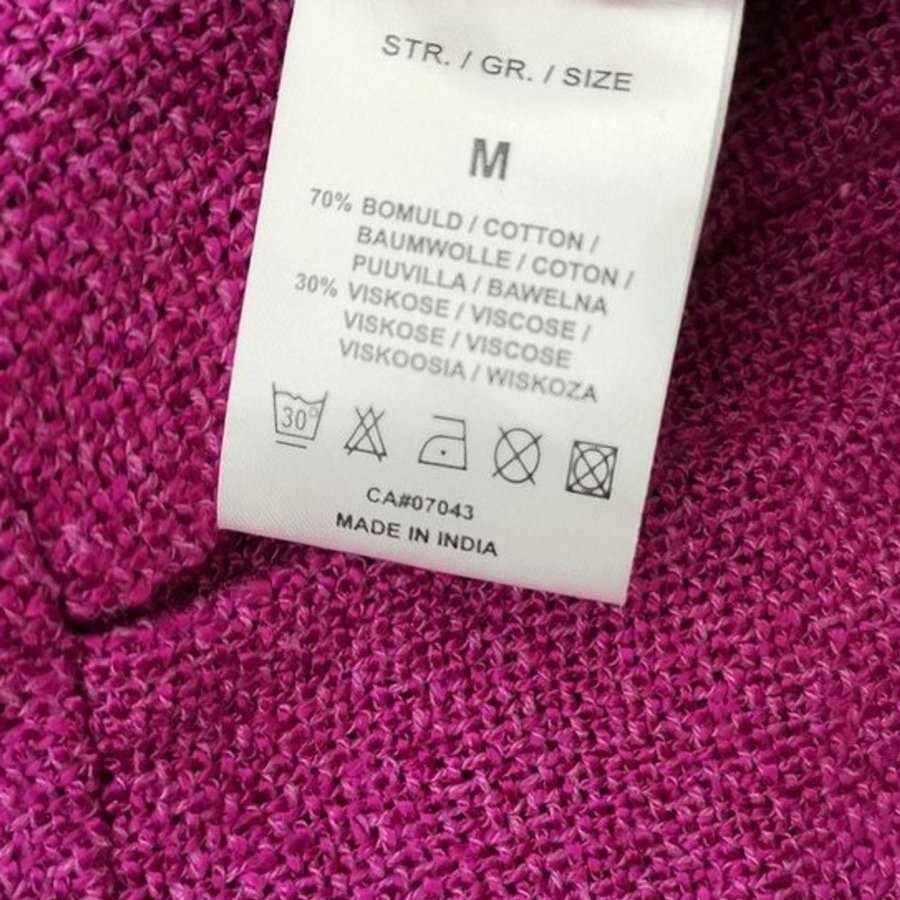 STR. / GR. / SIZE
M
70% BOMULD / COTTON /
BAUMWOLLE / COTON /
PUUVILLA / BAWELNA
30% VISKOSE / VISCOSE /
VISKOSE / VISCOSE
VISKOOSIA / WISKOZA
30°
CA#07043
MADE IN INDIA